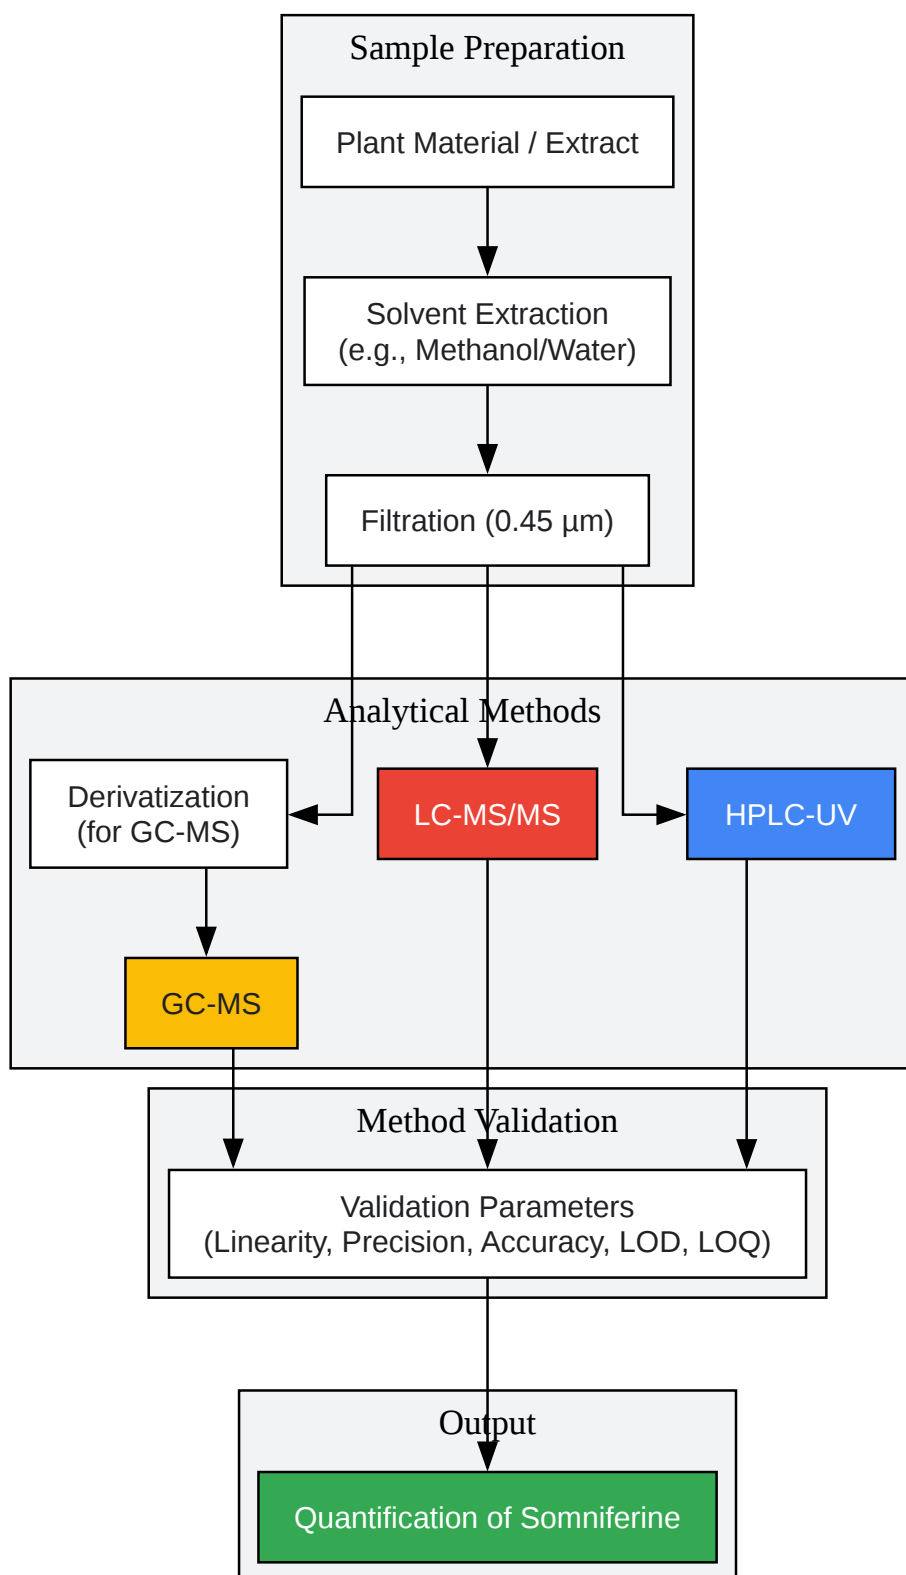 Sample Preparation
Plant Material / Extract
Solvent Extraction
(e.g., Methanol/Water)
Filtration (0.45 µm)
Analytical Methods
Derivatization
(for GC-MS)
LC-MS/MS
HPLC-UV
GC-MS
Method Validation
Validation Parameters
(Linearity, Precision, Accuracy, LOD, LOQ)
Output
Quantification of Somniferine